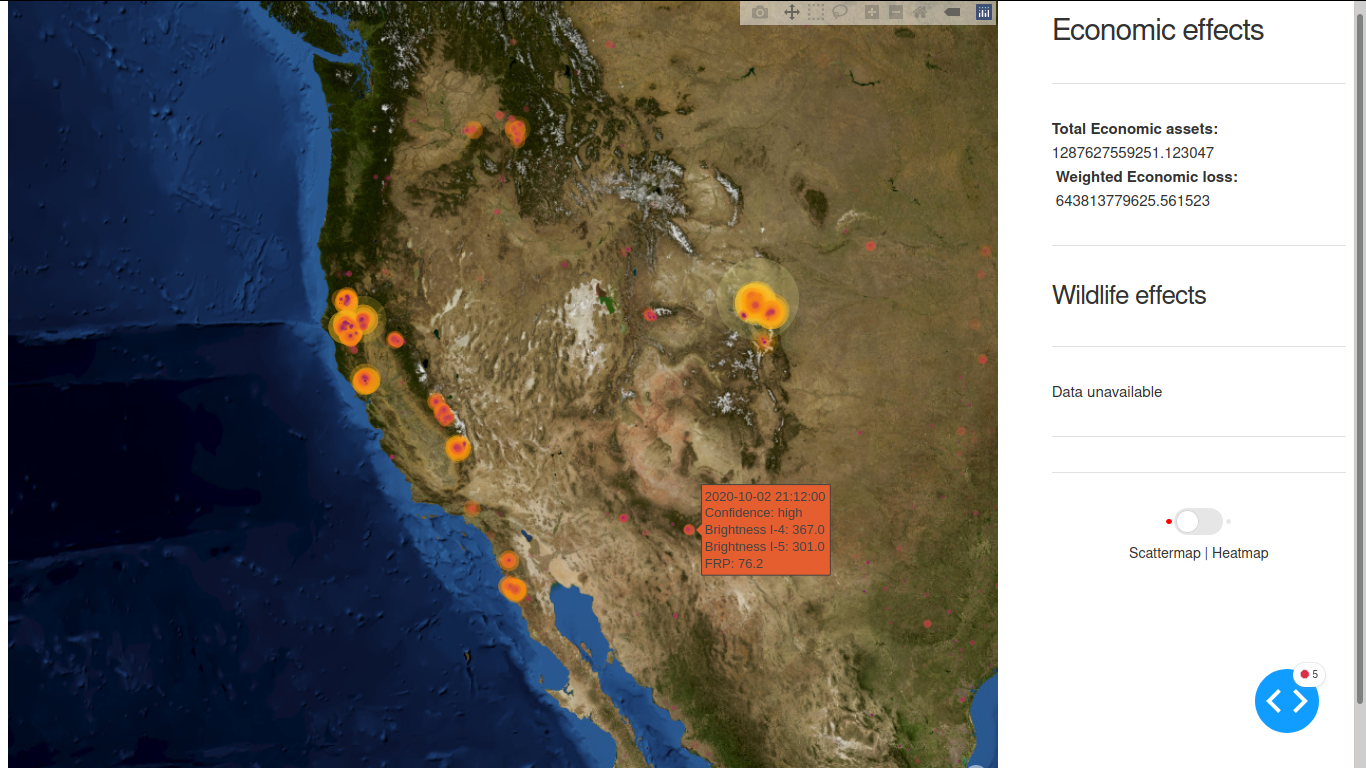 Economic effects
Total Economic assets:
1287627559251.123047
Weighted Economic loss:
643813779625.561523
Wildlife effects
Data unavailable
2020-10-02 21:12:00
Confidence: high
Brightness I-4: 367.0
Brightness I-5: 301.0
FRP: 76.2
Scattermap | Heatmap
5